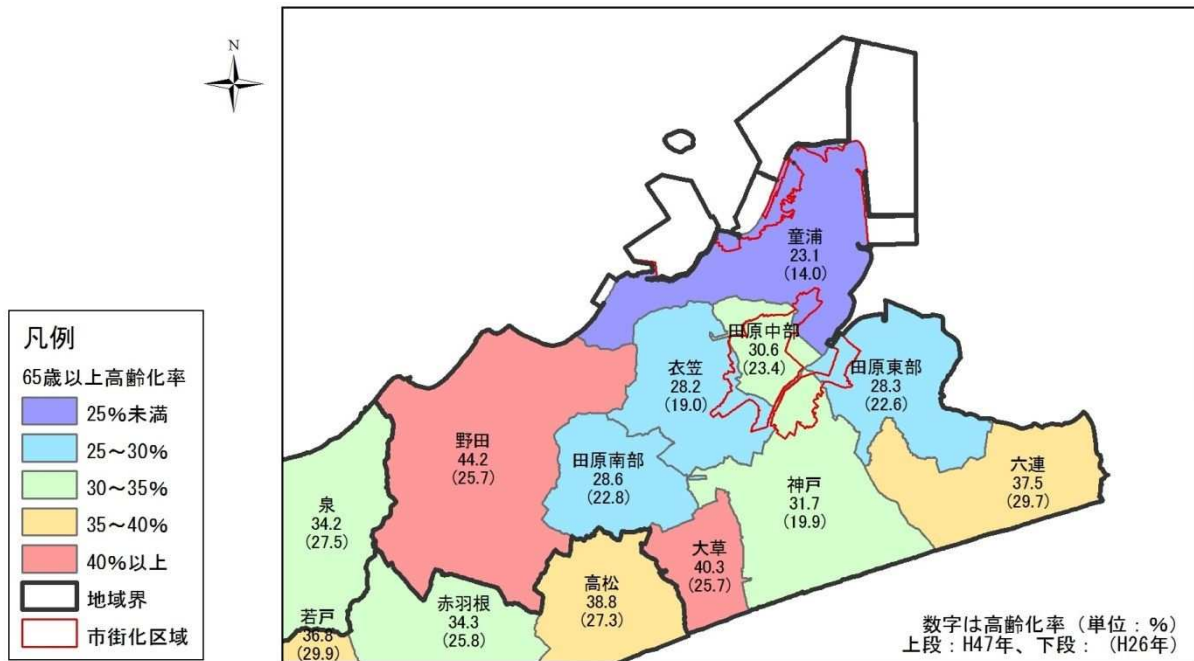 N
凡例
65歳以上高齢化率
25%未満
25~30%
30~35%
35~40%
40%以上
地域界
市街化区域
童浦
23.1
(14.0)
田原中部
30.6
(23.4)
衣笠
28.2
(19.0)
田原東部
28.3
(22.6)
野田
44.2
(25.7)
田原南部
28.6
(22.8)
六連
37.5
(29.7)
神戸
31.7
(19.9)
泉
34.2
(27.5)
大草
40.3
(25.7)
高松
38.8
(27.3)
赤羽根
34.3
(25.8)
若戸
36.8
(29.9)
数字は高齢化率(単位:%)
上段:H47年、下段:(H26年)